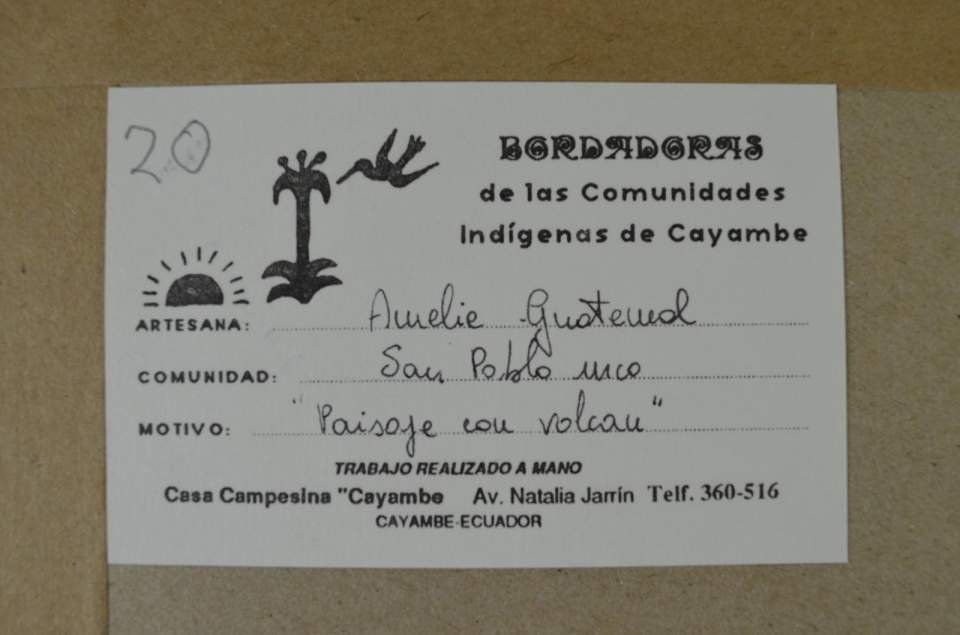 20
BORDADORAS
de las Comunidades
Indígenas de Cayambe
ARTESANA: Amelie Guatemal
COMUNIDAD: San Pablo urco
MOTIVO: "Paisaje con volcan"
TRABAJO REALIZADO A MANO
Casa Campesina "Cayambe Av. Natalia Jarrín Telf. 360-516
CAYAMBE-ECUADOR